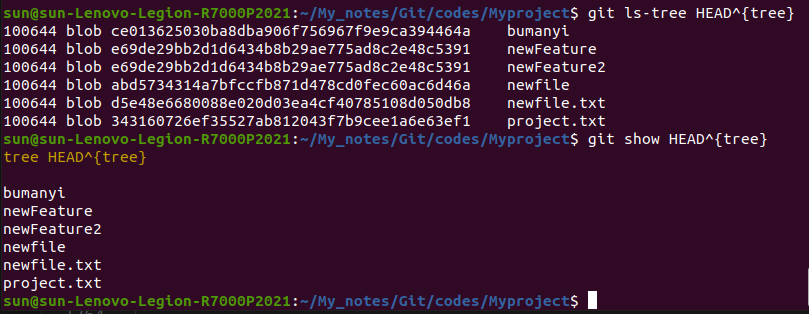 sun@sun-Lenovo-Legion-R7000P2021:~/My_notes/Git/codes/Myproject$ git ls-tree HEAD^{tree}
100644 blob ce013625030ba8dba906f756967f9e9ca394464a    bumanyi
100644 blob e69de29bb2d1d6434b8b29ae775ad8c2e48c5391    newFeature
100644 blob e69de29bb2d1d6434b8b29ae775ad8c2e48c5391    newFeature2
100644 blob abd5734314a7bfccfb871d478cd0fec60ac6d46a    newfile
100644 blob d5e48e6680088e020d03ea4cf40785108d050db8    newfile.txt
100644 blob 343160726ef35527ab812043f7b9cee1a6e63ef1    project.txt
sun@sun-Lenovo-Legion-R7000P2021:~/My_notes/Git/codes/Myproject$ git show HEAD^{tree}
tree HEAD^{tree}
bumanyi
newFeature
newFeature2
newfile
newfile.txt
project.txt
sun@sun-Lenovo-Legion-R7000P2021:~/My_notes/Git/codes/Myproject$